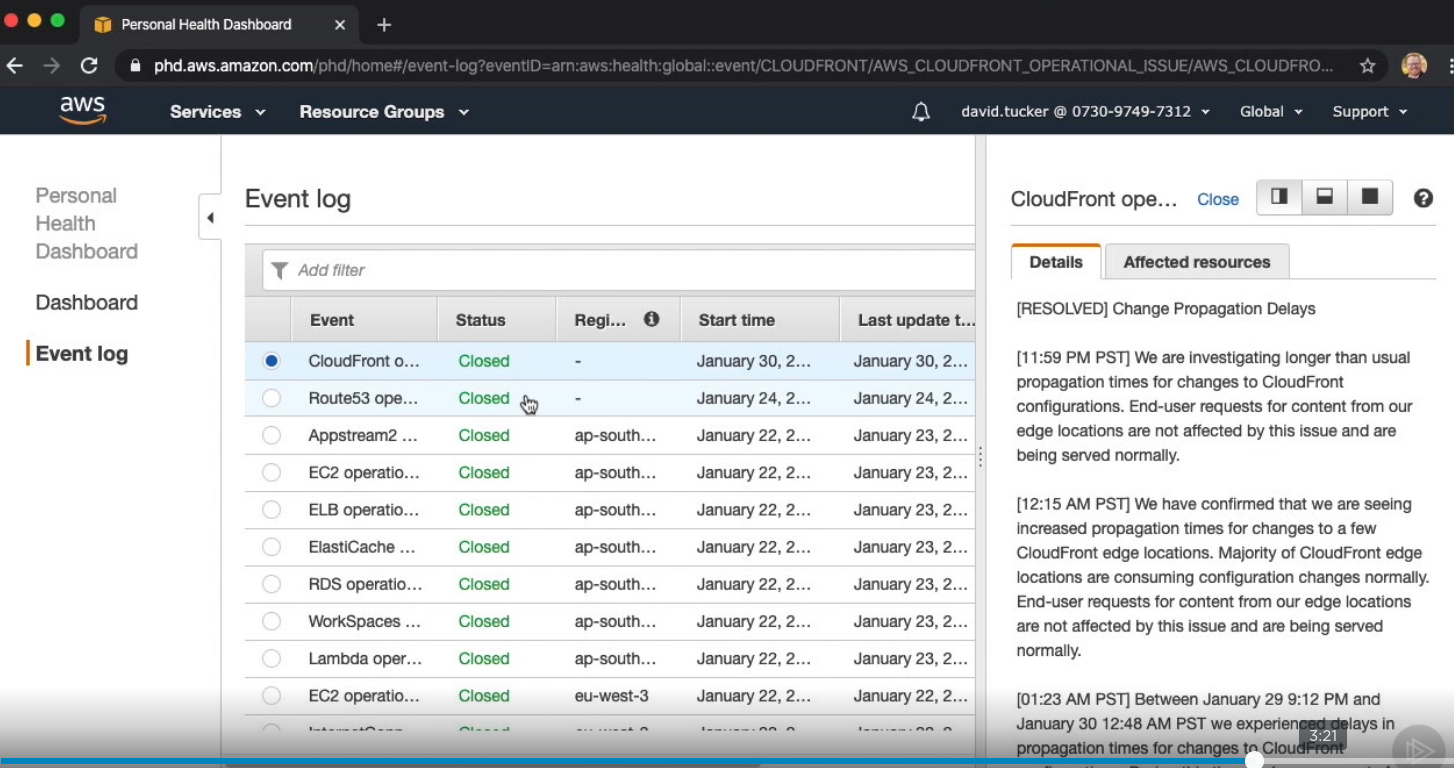 Personal Health Dashboard
phd.aws.amazon.com/phd/home#/event-log?eventID=arn:aws:health:global::event/CLOUDFRONT/AWS_CLOUDFRONT_OPERATIONAL_ISSUE/AWS_CLOUDFRO...
aws Services Resource Groups david.tucker @ 0730-9749-7312 Global Support
Personal
Health
Dashboard
Dashboard
Event log
Event log
Add filter
Event Status Regi... Start time Last update t...
CloudFront o... Closed - January 30, 2... January 30, 2...
Route53 ope... Closed - January 24, 2... January 24, 2...
Appstream2 ... Closed ap-south... January 22, 2... January 23, 2...
EC2 operatio... Closed ap-south... January 22, 2... January 23, 2...
ELB operatio... Closed ap-south... January 22, 2... January 23, 2...
ElastiCache ... Closed ap-south... January 22, 2... January 23, 2...
RDS operatio... Closed ap-south... January 22, 2... January 23, 2...
WorkSpaces ... Closed ap-south... January 22, 2... January 23, 2...
Lambda oper... Closed ap-south... January 22, 2... January 23, 2...
EC2 operatio... Closed eu-west-3 January 22, 2... January 22, 2...
CloudFront ope... Close
Details Affected resources
[RESOLVED] Change Propagation Delays
[11:59 PM PST] We are investigating longer than usual
propagation times for changes to CloudFront
configurations. End-user requests for content from our
edge locations are not affected by this issue and are
being served normally.
[12:15 AM PST] We have confirmed that we are seeing
increased propagation times for changes to a few
CloudFront edge locations. Majority of CloudFront edge
locations are consuming configuration changes normally.
End-user requests for content from our edge locations
are not affected by this issue and are being served
normally.
[01:23 AM PST] Between January 29 9:12 PM and
January 30 12:48 AM PST we experienced delays in
propagation times for changes to CloudFront
3:21